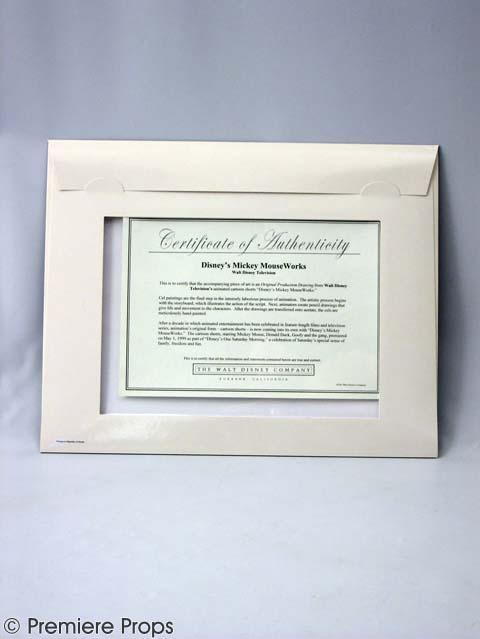 Certificate of Authenticity
Disney's Mickey MouseWorks
Walt Disney Television
This is to certify that the accompanying piece of art is an Original Production Drawing from Walt Disney
Television's animated cartoon shorts "Disney's Mickey MouseWorks."
Cel paintings are the final step in the intensely laborious process of animation. The artistic process begins
with the storyboard, which illustrates the action of the script. Next, animators create pencil drawings that
give life and movement to the characters. After the drawings are transferred onto acetate, the cels are
meticulously hand-painted.
After a decade in which animated entertainment has been celebrated in feature-length films and television
series, animation's original form - cartoon shorts - is now coming into its own with "Disney's Mickey
MouseWorks." The cartoon shorts, starring Mickey Mouse, Donald Duck, Goofy and the gang, premiered
on May 1, 1999 as part of "Disney's One Saturday Morning," a celebration of Saturday's special sense of
family, freedom and fun.
This is to certify that all the information and statements contained herein are true and correct.
THE WALT DISNEY COMPANY
BURBANK, CALIFORNIA
© Premiere Props